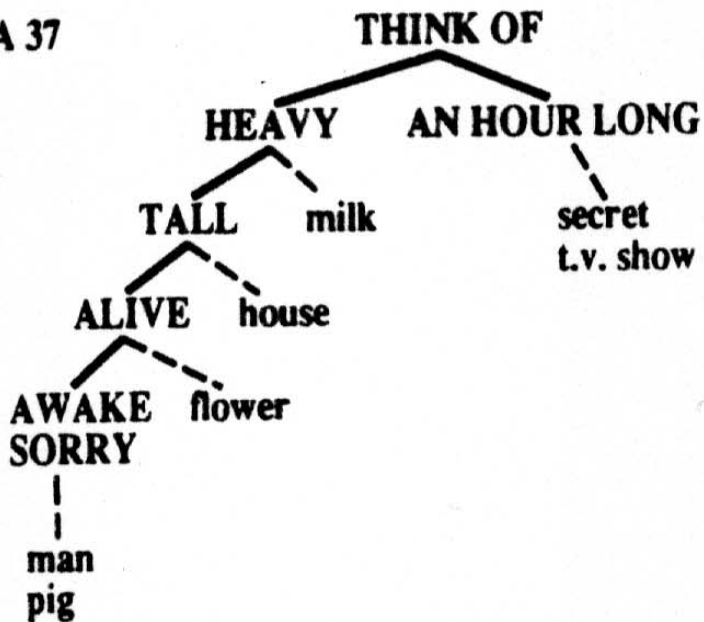 A 37
THINK OF
HEAVY AN HOUR LONG
TALL milk secret
t.v. show
ALIVE house
AWAKE flower
SORRY
man
pig